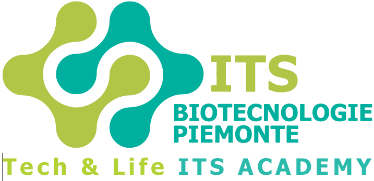 ITS
BIOTECNOLOGIE
PIEMONTE
Tech & Life ITS ACADEMY